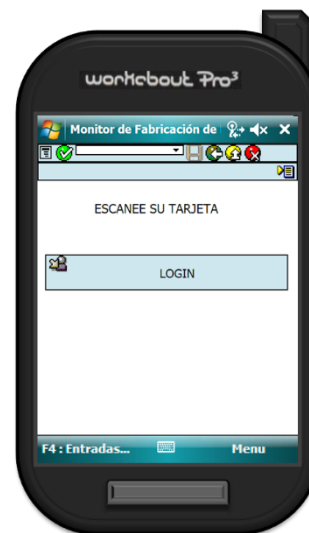 workabout Pro³
Monitor de Fabricación de
ESCANEE SU TARJETA
LOGIN
F4 : Entradas...
Menu